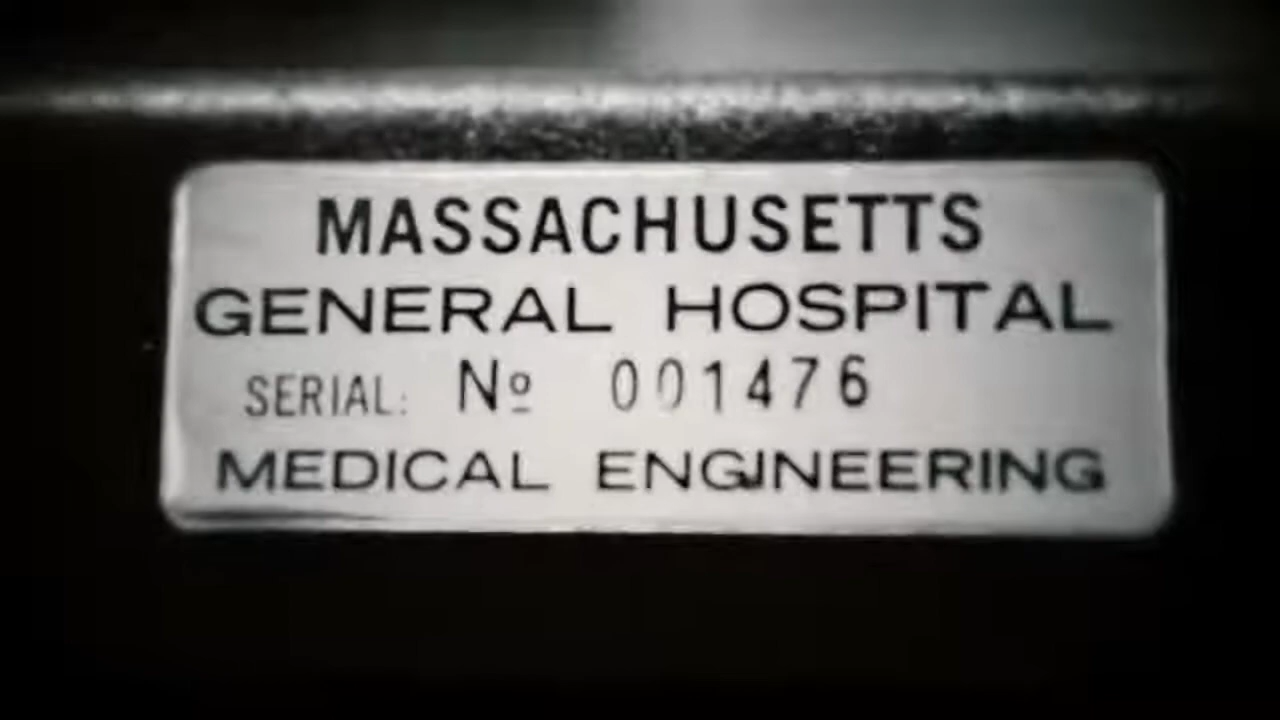 MASSACHUSETTS
GENERAL HOSPITAL
SERIAL: Nº 001476
MEDICAL ENGINEERING